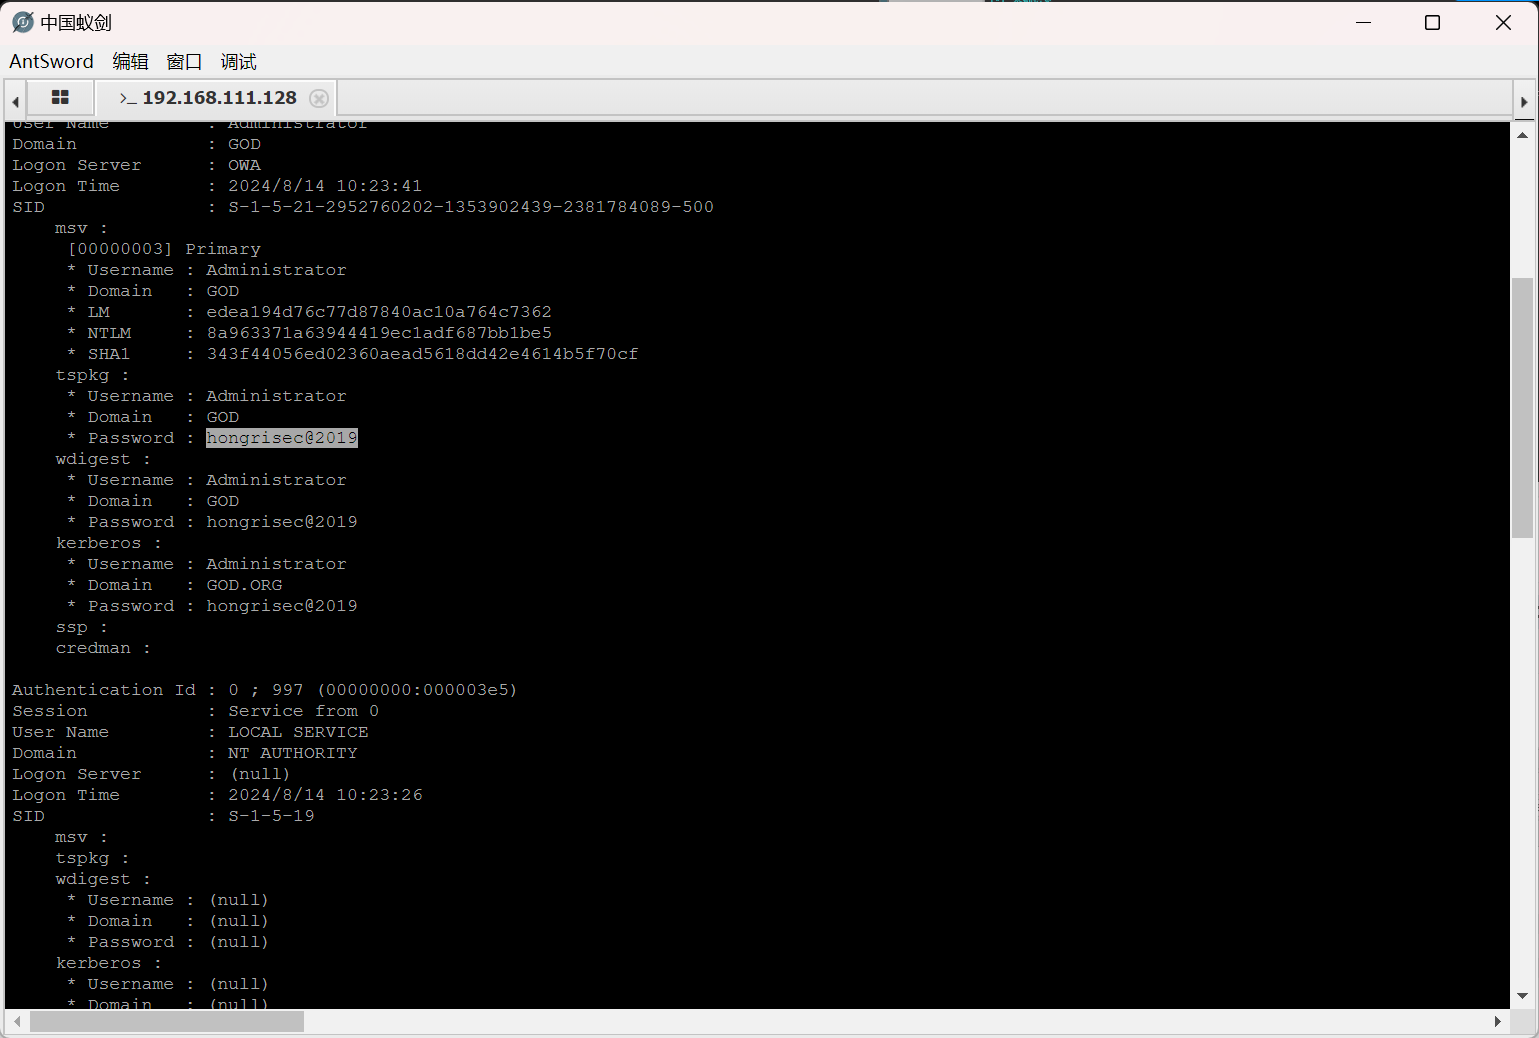 中国蚁剑
AntSword 编辑 窗口 调试
>_ 192.168.111.128
User Name : Administrator
Domain : GOD
Logon Server : OWA
Logon Time : 2024/8/14 10:23:41
SID : S-1-5-21-2952760202-1353902439-2381784089-500
msv :
[00000003] Primary
* Username : Administrator
* Domain : GOD
* LM : edea194d76c77d87840ac10a764c7362
* NTLM : 8a963371a63944419ec1adf687bb1be5
* SHA1 : 343f44056ed02360aead5618dd42e4614b5f70cf
tspkg :
* Username : Administrator
* Domain : GOD
* Password : hongrisec@2019
wdigest :
* Username : Administrator
* Domain : GOD
* Password : hongrisec@2019
kerberos :
* Username : Administrator
* Domain : GOD.ORG
* Password : hongrisec@2019
ssp :
credman :
Authentication Id : 0 ; 997 (00000000:000003e5)
Session : Service from 0
User Name : LOCAL SERVICE
Domain : NT AUTHORITY
Logon Server : (null)
Logon Time : 2024/8/14 10:23:26
SID : S-1-5-19
msv :
tspkg :
wdigest :
* Username : (null)
* Domain : (null)
* Password : (null)
kerberos :
* Username : (null)
* Domain : (null)